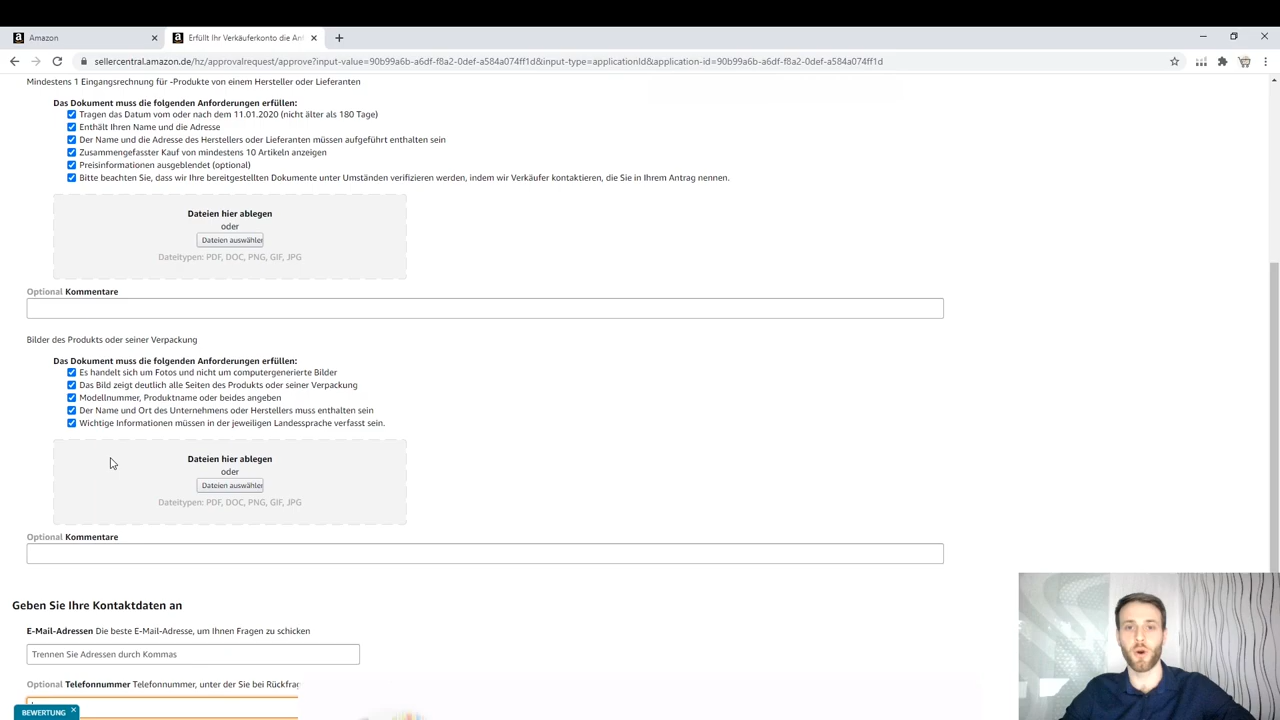 Amazon
Erfüllt Ihr Verkäuferkonto die An
sellercentral.amazon.de/hz/approvalrequest/approve?input-value=90b99a6b-a6df-f8a2-0def-a584a074ff1d&input-type=applicationId&application-id=90b99a6b-a6df-f8a2-0def-a584a074ff1d
Mindestens 1 Eingangsrechnung für -Produkte von einem Hersteller oder Lieferanten
Das Dokument muss die folgenden Anforderungen erfüllen:
Tragen das Datum vom oder nach dem 11.01.2020 (nicht älter als 180 Tage)
Enthält Ihren Name und die Adresse
Der Name und die Adresse des Herstellers oder Lieferanten müssen aufgeführt enthalten sein
Zusammengefasster Kauf von mindestens 10 Artikeln anzeigen
Preisinformationen ausgeblendet (optional)
Bitte beachten Sie, dass wir Ihre bereitgestellten Dokumente unter Umständen verifizieren werden, indem wir Verkäufer kontaktieren, die Sie in Ihrem Antrag nennen.
Dateien hier ablegen
oder
Dateien auswähler
Dateitypen: PDF, DOC, PNG, GIF, JPG
Optional Kommentare
Bilder des Produkts oder seiner Verpackung
Das Dokument muss die folgenden Anforderungen erfüllen:
Es handelt sich um Fotos und nicht um computergenerierte Bilder
Das Bild zeigt deutlich alle Seiten des Produkts oder seiner Verpackung
Modellnummer, Produktname oder beides angeben
Der Name und Ort des Unternehmens oder Herstellers muss enthalten sein
Wichtige Informationen müssen in der jeweiligen Landessprache verfasst sein.
Dateien hier ablegen
oder
Dateien auswähler
Dateitypen: PDF, DOC, PNG, GIF, JPG
Optional Kommentare
Geben Sie Ihre Kontaktdaten an
E-Mail-Adressen Die beste E-Mail-Adresse, um Ihnen Fragen zu schicken
Trennen Sie Adressen durch Kommas
Optional Telefonnummer Telefonnummer, unter der Sie bei Rückfrag
BEWERTUNG